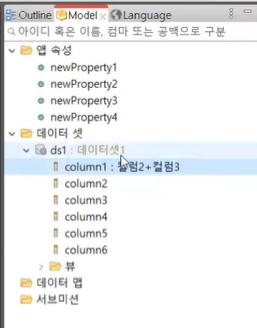 Outline Model Language
아이디 혹은 이름, 컴마 또는 공백으로 구분
앱 속성
newProperty1
newProperty2
newProperty3
newProperty4
데이터 셋
ds1 : 데이터셋1
column1 : 컬럼2+컬럼3
column2
column3
column4
column5
column6
뷰
데이터 맵
서브미션